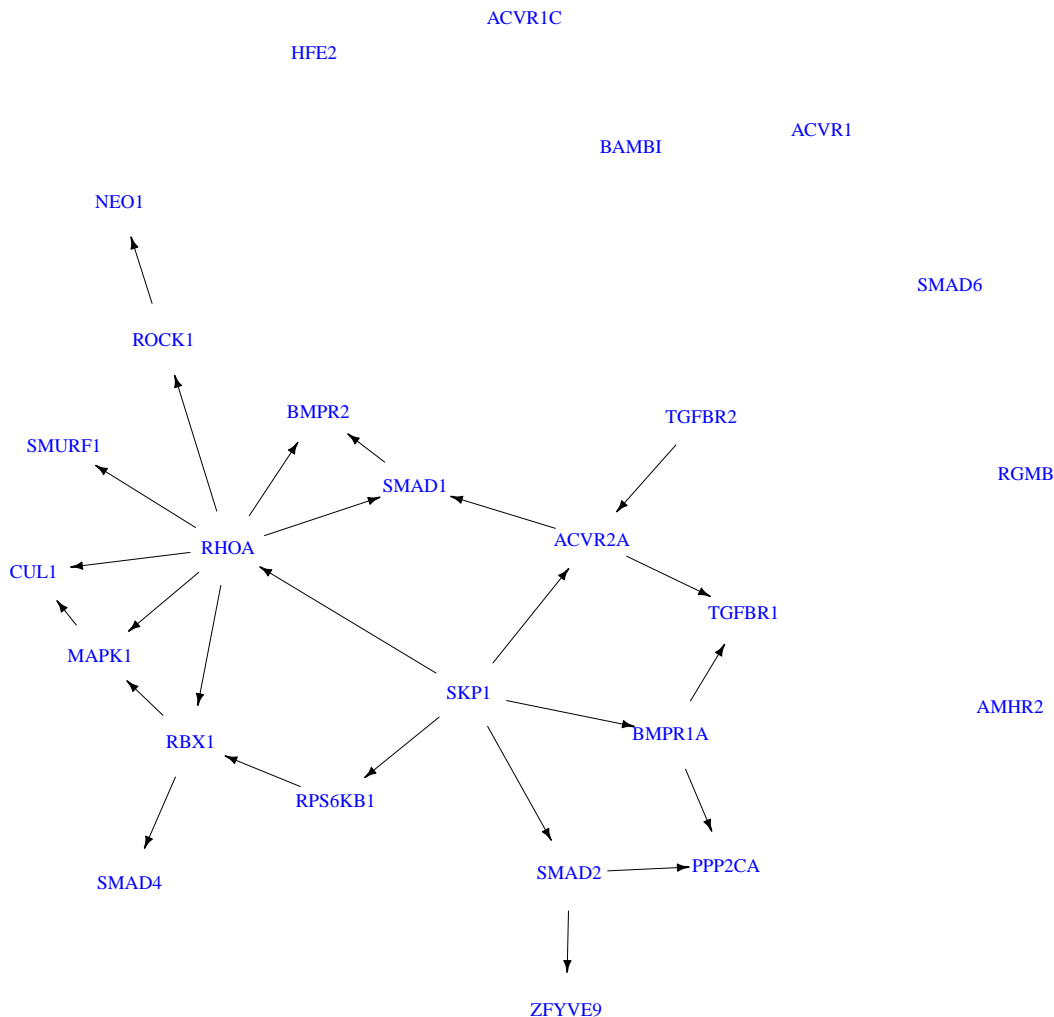 ACVR1C
HFE2
ACVR1
BAMBI
NEO1
SMAD6
ROCK1
BMPR2
TGFBR2
SMURF1
RGMB
SMAD1
ACVR2A
RHOA
CUL1
TGFBR1
MAPK1
SKP1
AMHR2
BMPR1A
RBX1
RPS6KB1
PPP2CA
SMAD2
SMAD4
ZFYVE9